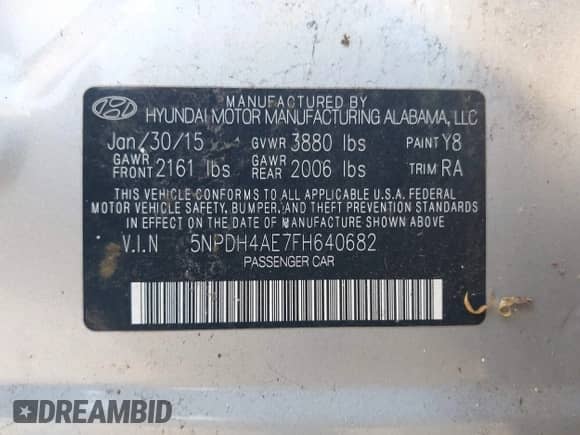 MANUFACTURED BY
HYUNDAI MOTOR MANUFACTURING ALABAMA, LLC
Jan/30/15 GVWR 3880 lbs PAINT Y8
GAWR FRONT 2161 lbs GAWR REAR 2006 lbs TRIM RA
THIS VEHICLE CONFORMS TO ALL APPLICABLE U.S.A. FEDERAL
MOTOR VEHICLE SAFETY, BUMPER, AND THEFT PREVENTION STANDARDS
IN EFFECT ON THE DATE OF MANUFACTURE SHOWN ABOVE.
V.I.N 5NPDH4AE7FH640682
PASSENGER CAR
DREAMBID